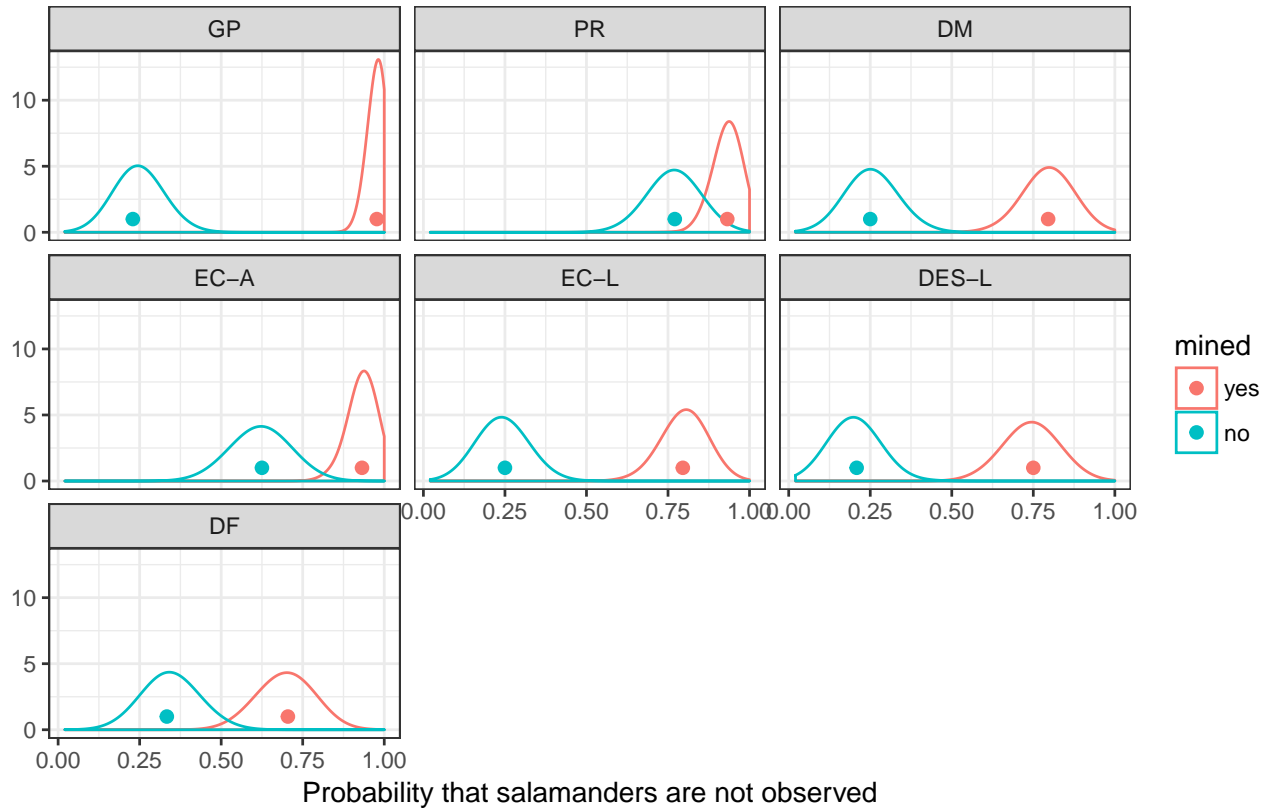 GP PR DM
10
5
0
EC−A EC−L DES−L
10
5
0
0.00 0.25 0.50 0.75 1.00 0.00 0.25 0.50 0.75 1.00
DF
10
5
0
0.00 0.25 0.50 0.75 1.00
Probability that salamanders are not observed
mined
yes
no